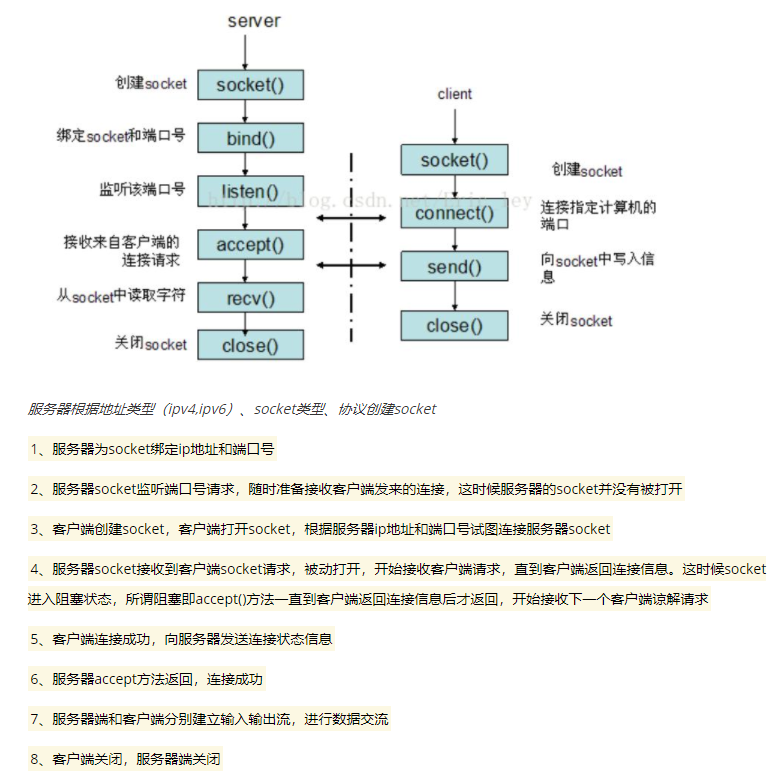 server
创建socket
socket()
绑定socket和端口号
bind()
监听该端口号
listen()
接收来自客户端的
连接请求
accept()
从socket中读取字符
recv()
关闭socket
close()
client
socket()
创建socket
connect()
连接指定计算机的
端口
send()
向socket中写入信
息
close()
关闭socket
服务器根据地址类型（ipv4,ipv6）、socket类型、协议创建socket
1、服务器为socket绑定ip地址和端口号
2、服务器socket监听端口号请求，随时准备接收客户端发来的连接，这时候服务器的socket并没有被打开
3、客户端创建socket，客户端打开socket，根据服务器ip地址和端口号试图连接服务器socket
4、服务器socket接收到客户端socket请求，被动打开，开始接收客户端请求，直到客户端返回连接信息。这时候socket
进入阻塞状态，所谓阻塞即accept()方法一直到客户端返回连接信息后才返回，开始接收下一个客户端谅解请求
5、客户端连接成功，向服务器发送连接状态信息
6、服务器accept方法返回，连接成功
7、服务器端和客户端分别建立输入输出流，进行数据交流
8、客户端关闭，服务器端关闭